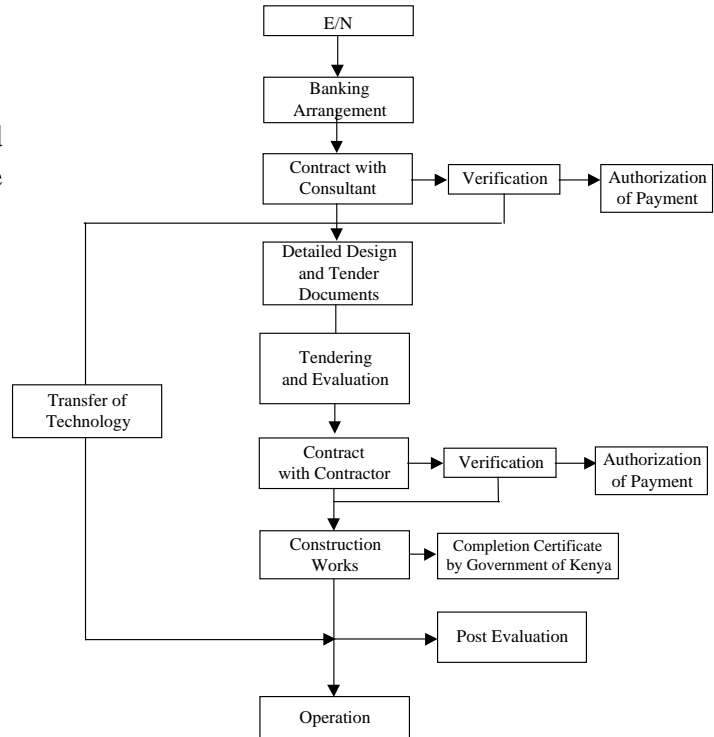 E/N
Banking
Arrangement
Contract with
Consultant
Verification
Authorization
of Payment
Detailed Design
and Tender
Documents
Tendering
and Evaluation
Transfer of
Technology
Contract
with Contractor
Verification
Authorization
of Payment
Construction
Works
Completion Certificate
by Government of Kenya
Post Evaluation
Operation